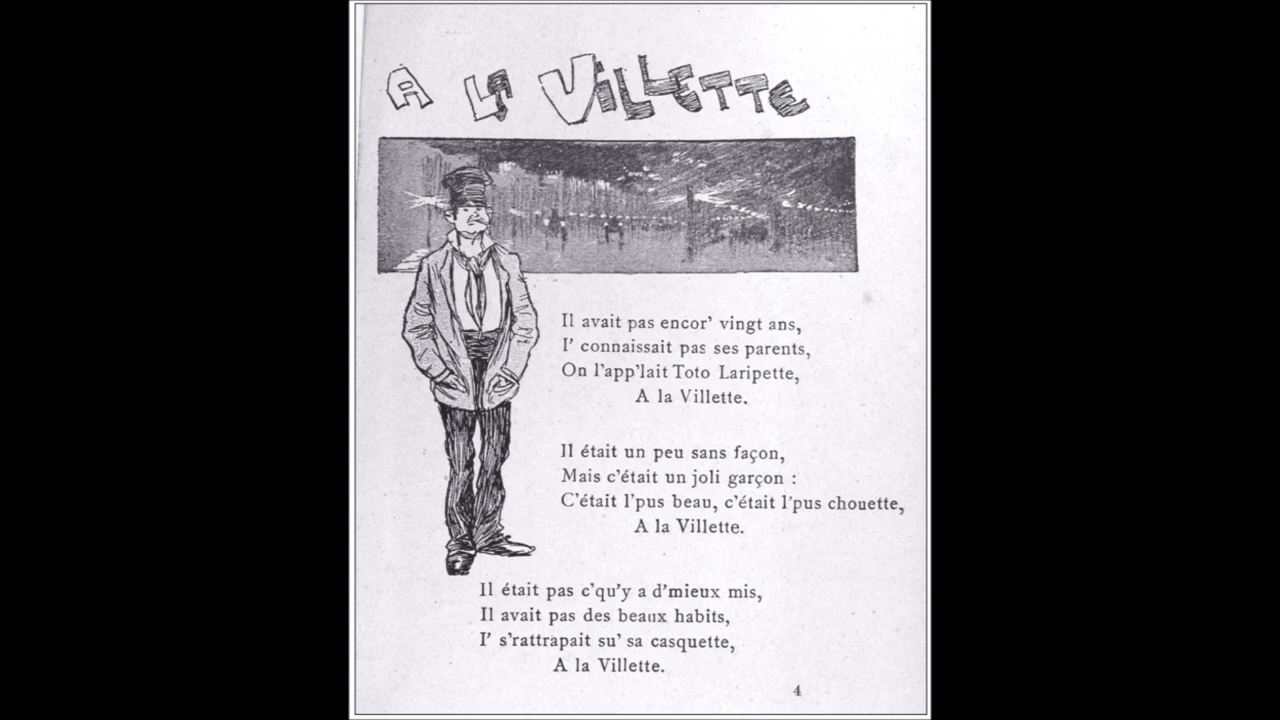 A LA VILLETTE
Il avait pas encor' vingt ans,
I' connaissait pas ses parents,
On l'app'lait Toto Laripette,
A la Villette.
Il était un peu sans façon,
Mais c'était un joli garçon :
C'était l'pus beau, c'était l'pus chouette,
A la Villette.
Il était pas c'qu'y a d'mieux mis,
Il avait pas des beaux habits,
I' s'rattrapait su' sa casquette,
A la Villette.
4